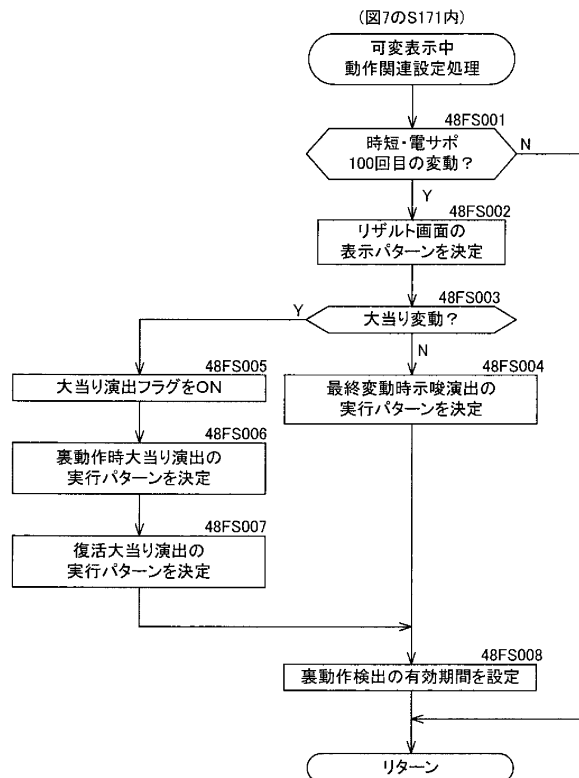 (図7のS171内)
可変表示中
動作関連設定処理
48FS001
時短・電サポ
100回目の変動?
N
Y
48FS002
リザルト画面の
表示パターンを決定
48FS003
大当り変動?
Y
N
48FS005
大当り演出フラグをON
48FS004
最終変動時示唆演出の
実行パターンを決定
48FS006
裏動作時大当り演出の
実行パターンを決定
48FS007
復活大当り演出の
実行パターンを決定
48FS008
裏動作検出の有効期間を設定
リターン